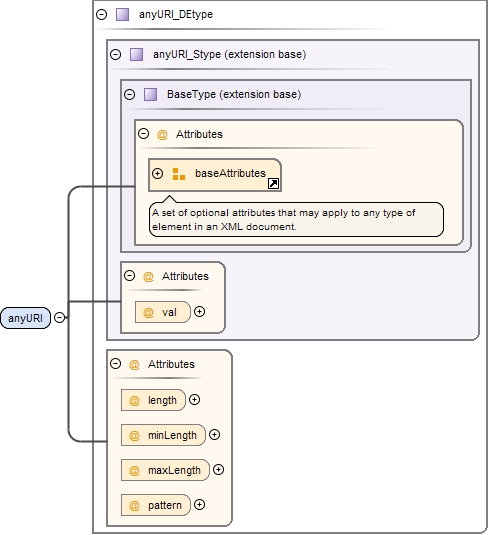 anyURI_DEtype
anyURI_Stype (extension base)
BaseType (extension base)
@ Attributes
baseAttributes
A set of optional attributes that may apply to any type of
element in an XML document.
@ Attributes
@ val
anyURI
@ Attributes
@ length
@ minLength
@ maxLength
@ pattern